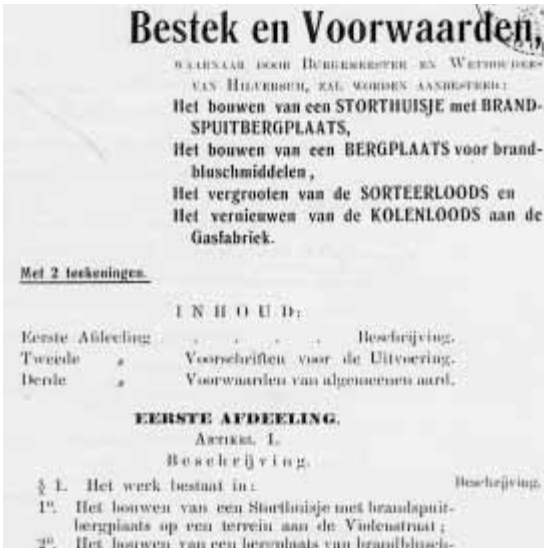 Bestek en Voorwaarden,
WAARNAAR DOOR BURGEMEESTER EN WETHOUDERS
VAN HILVERSUM, ZAL WORDEN AANBESTEED:
Het bouwen van een STORTHUISJE met BRAND-
SPUITBERGPLAATS,
Het bouwen van een BERGPLAATS voor brand-
bluschmiddelen,
Het vergrooten van de SORTEERLOODS en
Het vernieuwen van de KOLENLOODS aan de
Gasfabriek.
Met 2 teekeningen.
INHOUD:
Eerste Afdeeling . . . . Beschrijving.
Tweede „ Voorschriften voor de Uitvoering.
Derde „ Voorwaarden van algemeenen aard.
EERSTE AFDEELING.
ARTIKEL 1.
Beschrijving.
§ 1. Het werk bestaat in: Beschrijving.
1°. Het bouwen van een Storthuisje met brandspuit-
bergplaats op een terrein aan de Violenstraat;
2°. Het bouwen van een bergplaats van brandblusch-